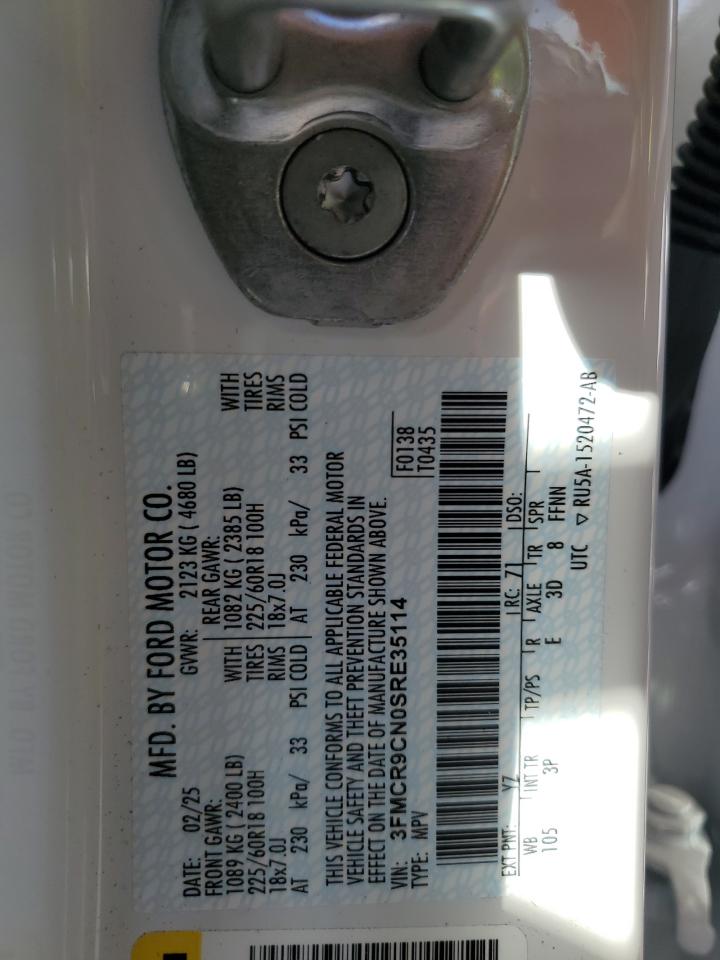 MFD. BY FORD MOTOR CO.
DATE: 02/25 GVWR: 2123 KG ( 4680 LB)
FRONT GAWR: REAR GAWR:
1089 KG ( 2400 LB) WITH 1082 KG ( 2385 LB) WITH
225/60R18 100H TIRES 225/60R18 100H TIRES
18x7.0J RIMS 18x7.0J RIMS
AT 230 kPa/ 33 PSI COLD AT 230 kPa/ 33 PSI COLD
THIS VEHICLE CONFORMS TO ALL APPLICABLE FEDERAL MOTOR
VEHICLE SAFETY AND THEFT PREVENTION STANDARDS IN
EFFECT ON THE DATE OF MANUFACTURE SHOWN ABOVE.
VIN: 3FMCR9CN0SRE35114 F0138
TYPE: MPV T0435
EXT PNT: YZ RC: 71 DSO:
WB INT TR TP/PS R AXLE TR SPR
105 3P E 3D 8 FFNN
UTC ▽ RU5A-1520472-AB